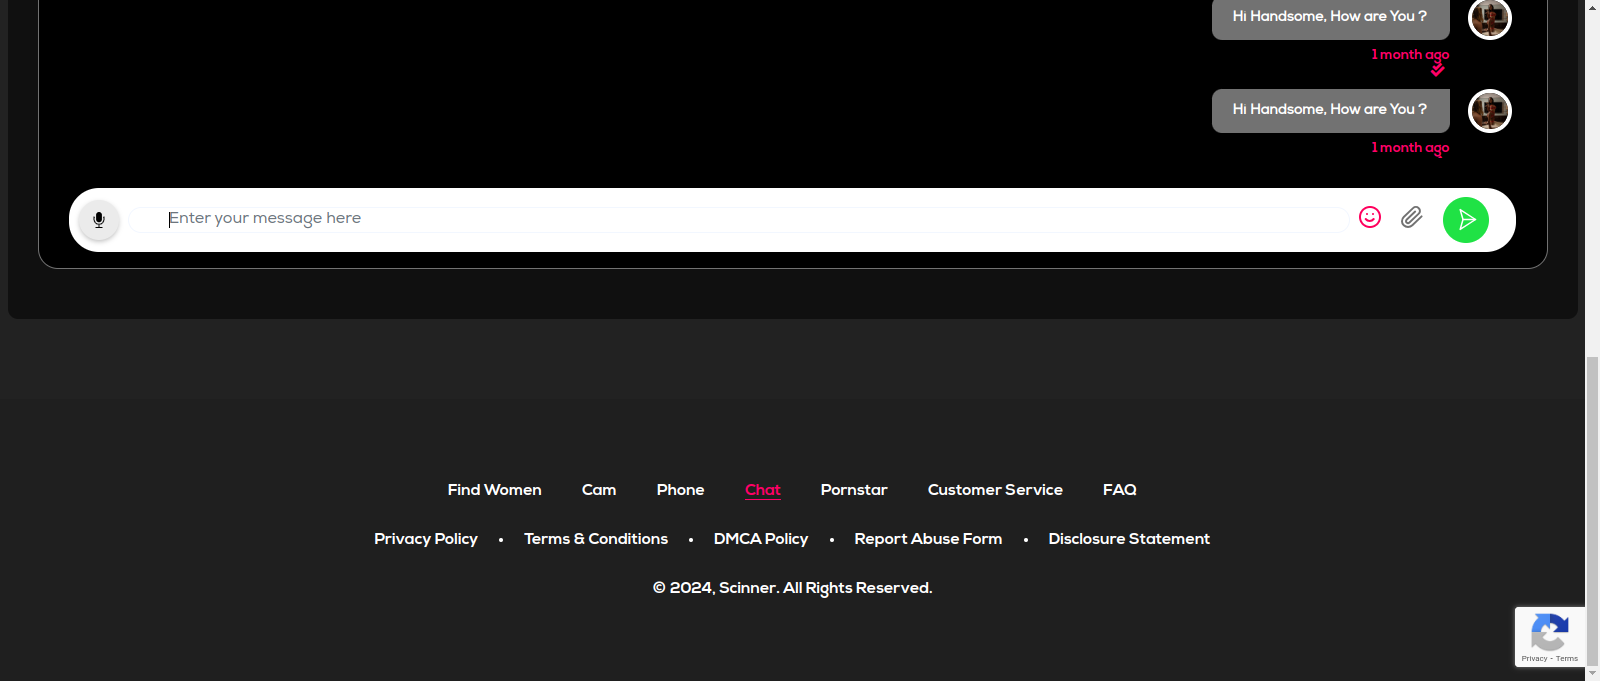 Hi Handsome, How are You ?
1 month ago
Hi Handsome, How are You ?
1 month ago
Enter your message here
Find Women Cam Phone Chat Pornstar Customer Service FAQ
Privacy Policy • Terms & Conditions • DMCA Policy • Report Abuse Form • Disclosure Statement
© 2024, Scinner. All Rights Reserved.
Privacy - Terms